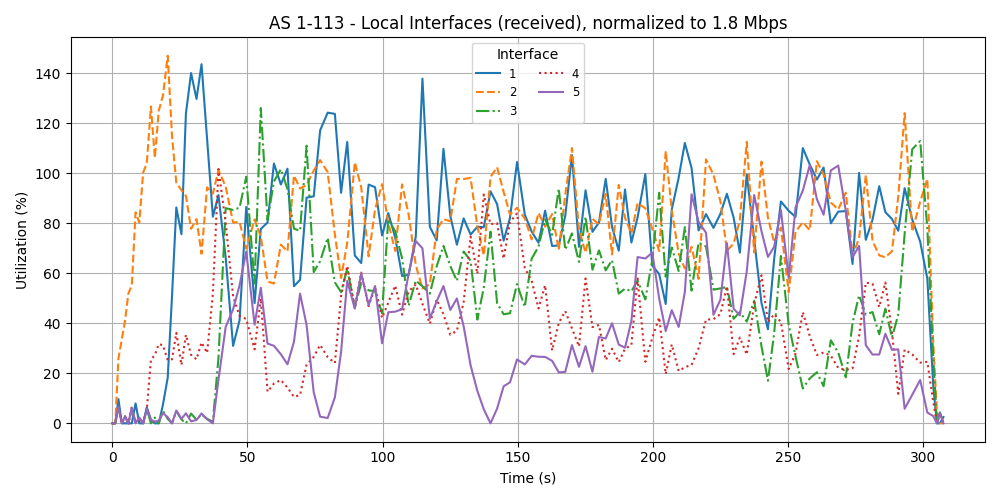 AS 1-113 - Local Interfaces (received), normalized to 1.8 Mbps
Interface
1
2
3
4
5
Utilization (%)
140
120
100
80
60
40
20
0
0 50 100 150 200 250 300
Time (s)